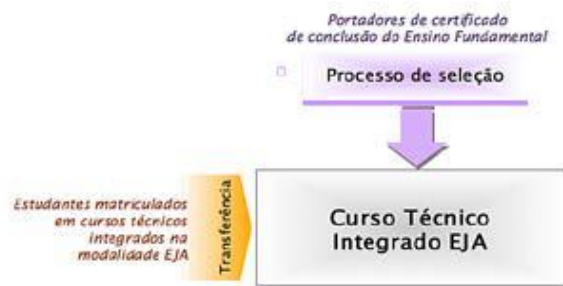 Portadores de certificado
de conclusão do Ensino Fundamental
Processo de seleção
Estudantes matriculados
em cursos técnicos
integrados na
modalidade EJA
Transferência
Curso Técnico
Integrado EJA